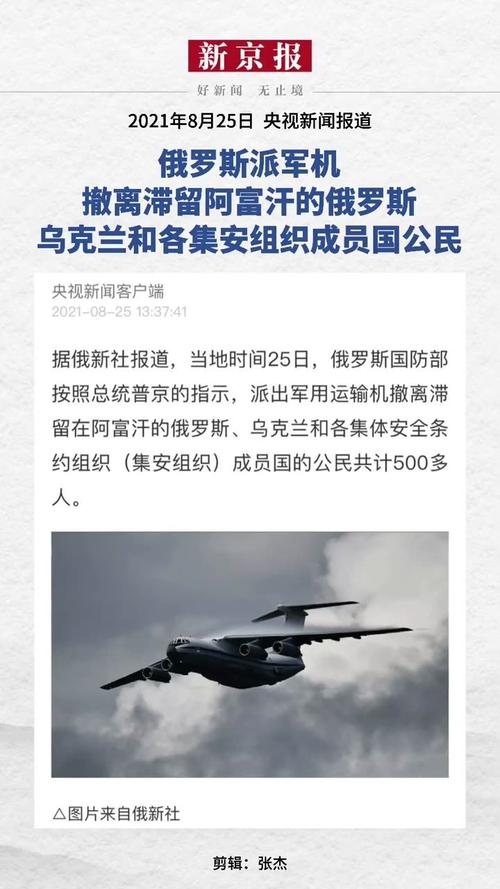 新京报
好新闻 无止境
2021年8月25日 央视新闻报道
俄罗斯派军机
撤离滞留阿富汗的俄罗斯
乌克兰和各集安组织成员国公民
央视新闻客户端
2021-08-25 13:37:41
据俄新社报道，当地时间25日，俄罗斯国防部
按照总统普京的指示，派出军用运输机撤离滞
留在阿富汗的俄罗斯、乌克兰和各集体安全条
约组织（集安组织）成员国的公民共计500多
人。
△图片来自俄新社
剪辑：张杰